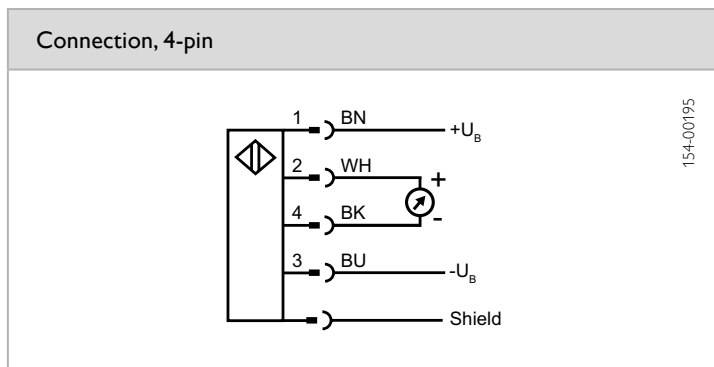 Connection, 4-pin
1 BN +U_B
2 WH +
4 BK -
3 BU -U_B
Shield
154-00195